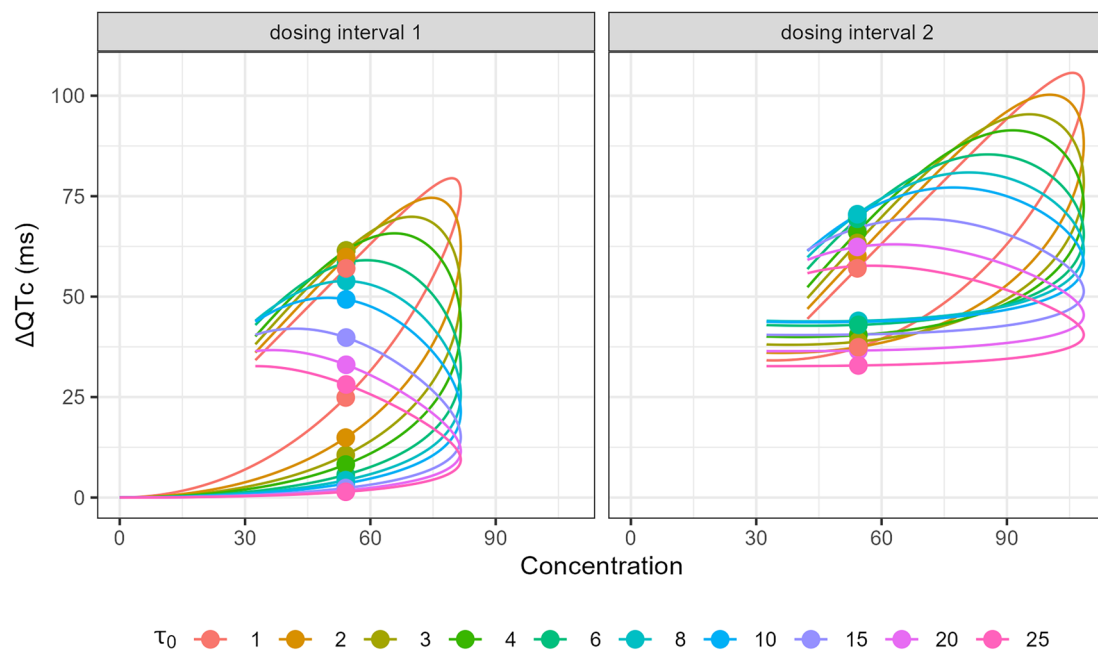 dosing interval 1
dosing interval 2
100
75
50
25
0
ΔQTc (ms)
0 30 60 90
0 30 60 90
Concentration
τ0 1 2 3 4 6 8 10 15 20 25